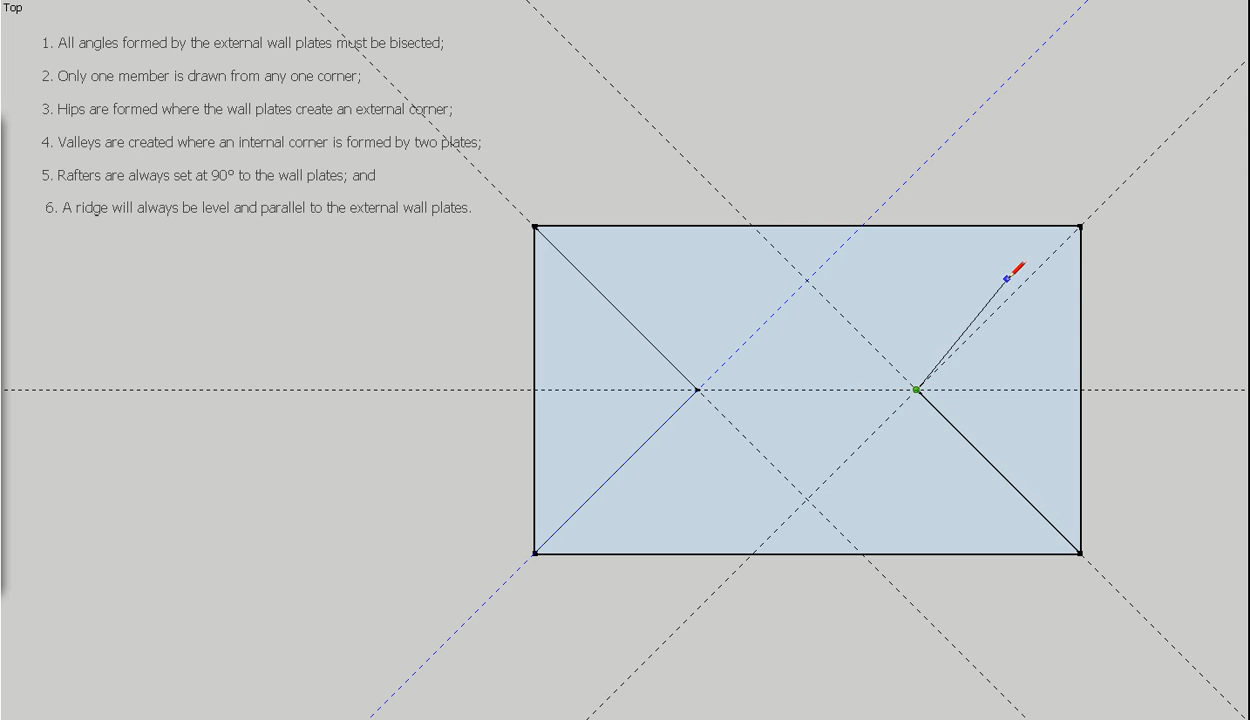 Top
1. All angles formed by the external wall plates must be bisected;
2. Only one member is drawn from any one corner;
3. Hips are formed where the wall plates create an external corner;
4. Valleys are created where an internal corner is formed by two plates;
5. Rafters are always set at 90° to the wall plates; and
6. A ridge will always be level and parallel to the external wall plates.